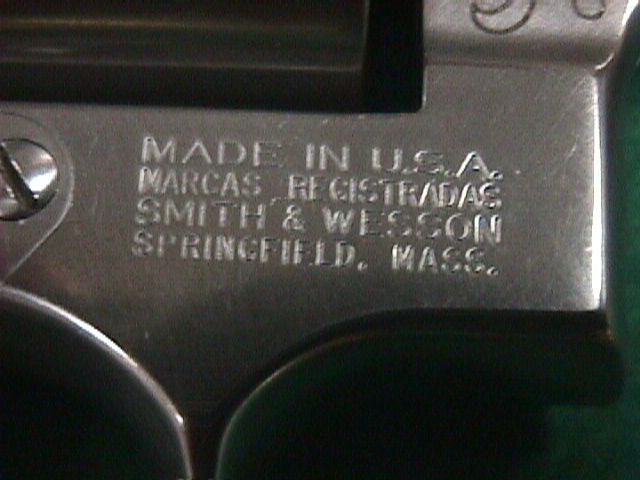 MADE IN U.S.A.
MARCAS REGISTRADAS
SMITH & WESSON
SPRINGFIELD. MASS.